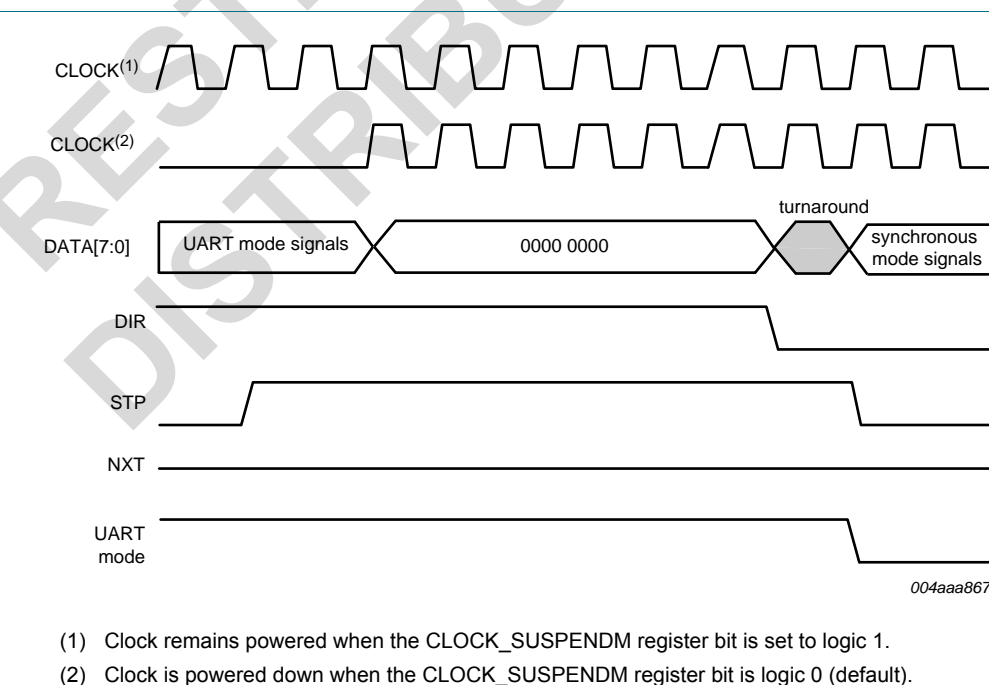 CLOCK(1)
CLOCK(2)
turnaround
DATA[7:0]
UART mode signals
0000 0000
synchronous
mode signals
DIR
STP
NXT
UART
mode
004aaa867
(1) Clock remains powered when the CLOCK_SUSPENDM register bit is set to logic 1.
(2) Clock is powered down when the CLOCK_SUSPENDM register bit is logic 0 (default).